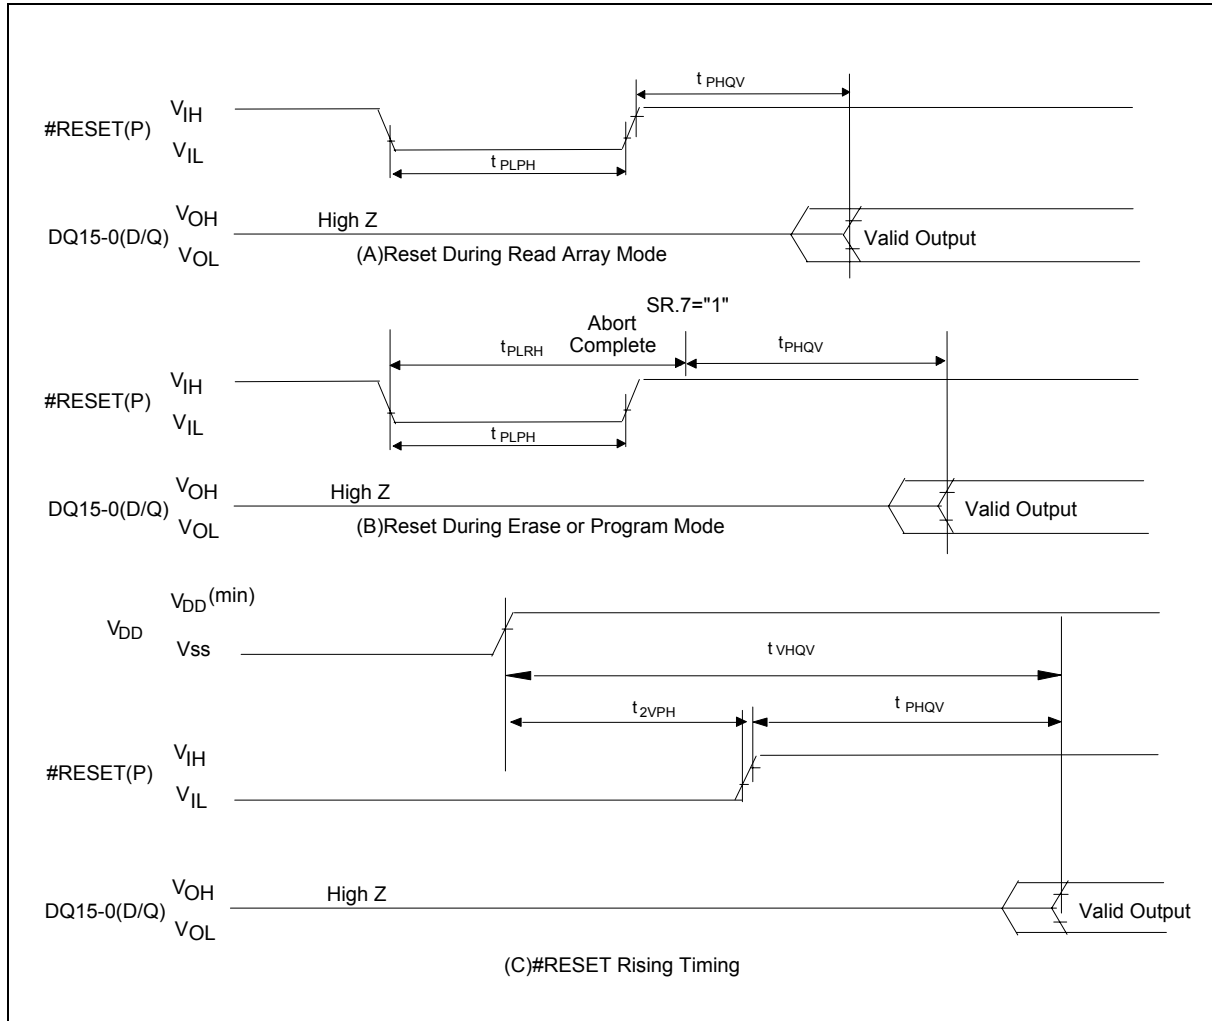 t PHQV
VIH
#RESET(P)
VIL
t PLPH
VOH
High Z
DQ15-0(D/Q)
Valid Output
VOL
(A)Reset During Read Array Mode
SR.7="1"
Abort
Complete
tPLRH
tPHQV
VIH
#RESET(P)
VIL
t PLPH
VOH
High Z
DQ15-0(D/Q)
Valid Output
VOL
(B)Reset During Erase or Program Mode
VDD(min)
VDD
Vss
t VHQV
t2VPH
t PHQV
VIH
#RESET(P)
VIL
VOH
High Z
DQ15-0(D/Q)
Valid Output
VOL
(C)#RESET Rising Timing